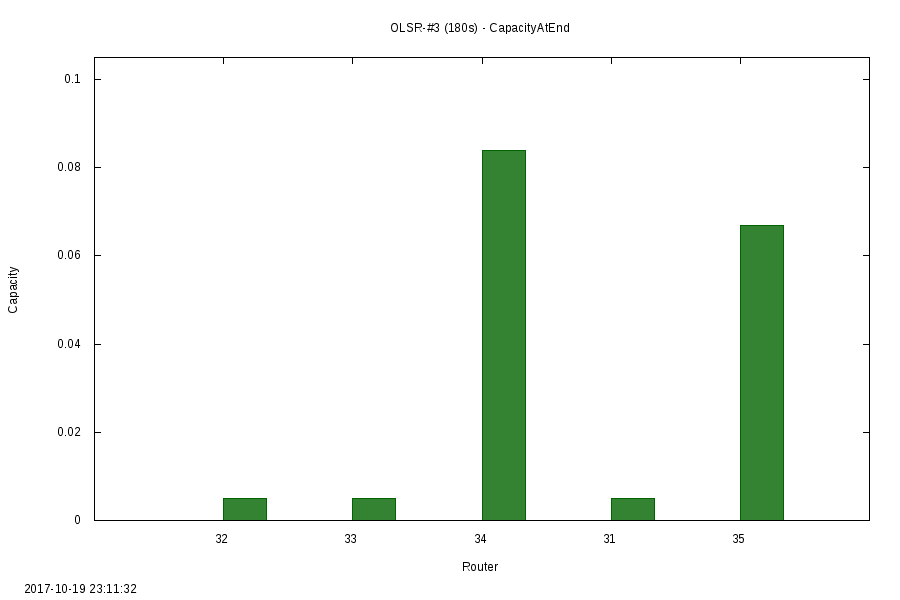 OLSR-#3 (180s) - CapacityAtEnd
0.1
0.08
0.06
0.04
0.02
0
Capacity
32 33 34 31 35
Router
2017-10-19 23:11:32